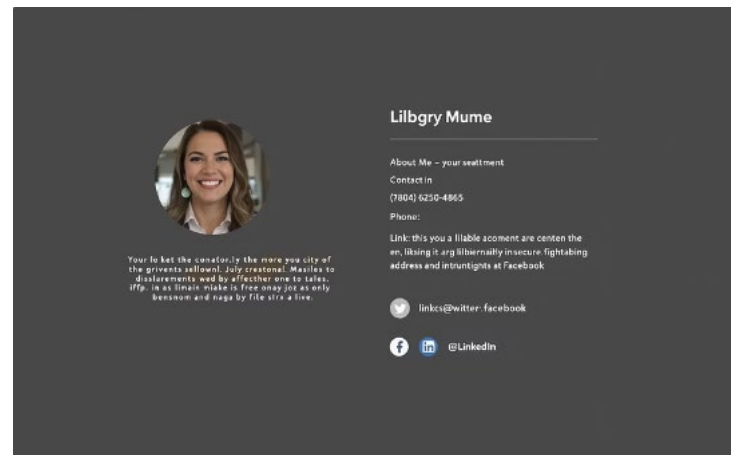 Lilbgry Mume
About Me – your seattment
Contact in
(7804) 6250-4865
Phone:
Link: this you a lilable acoment are centen the
en, liksing it arg lilbiernailly insecure. fightabing
address and intruntights at Facebook
linkcs@witter:.facebook
@LinkedIn
Your lo ket the conator.ly the more you city of
the grivents sellownl. July crestonal. Masiles to
disslarements wed by affecther one to tales.
iffp. in as limain miake is free onay joz as only
bensnom and naga by file strx a live.